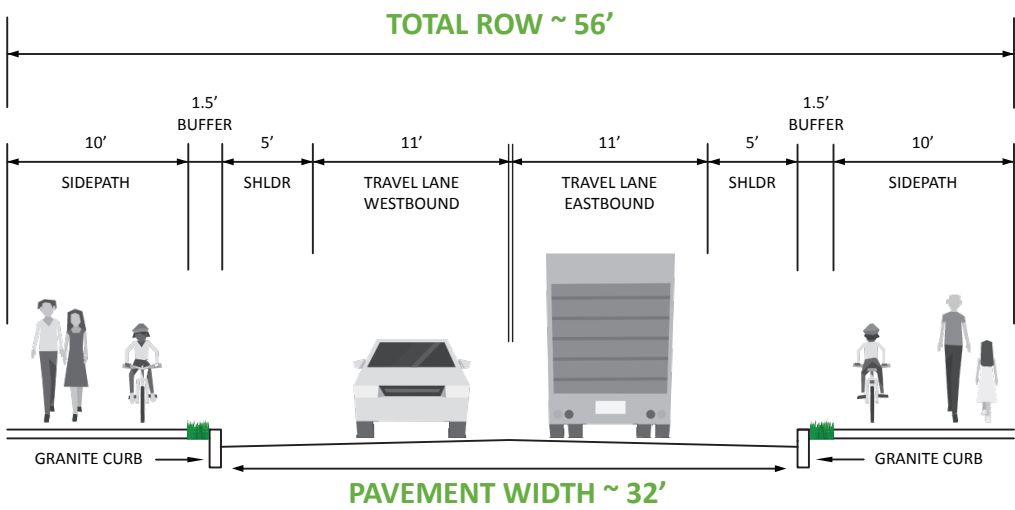 TOTAL ROW ~ 56’
1.5’
BUFFER
1.5’
BUFFER
10’
5’
11’
11’
5’
10’
SIDEPATH
SHLDR
TRAVEL LANE
WESTBOUND
TRAVEL LANE
EASTBOUND
SHLDR
SIDEPATH
GRANITE CURB
GRANITE CURB
PAVEMENT WIDTH ~ 32’